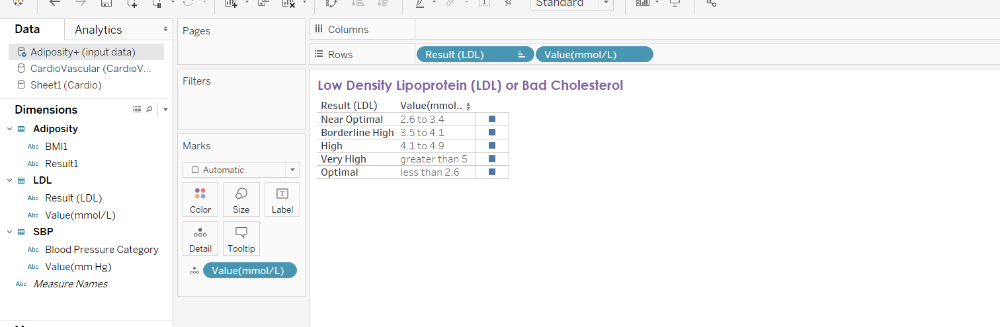 Standard
Data
Analytics
Adiposity+ (input data)
CardioVascular (CardioV...
Sheet1 (Cardio)
Dimensions
Adiposity
Abc BMI1
Abc Result1
LDL
Abc Result (LDL)
Abc Value(mmol/L)
SBP
Abc Blood Pressure Category
Abc Value(mm Hg)
Abc Measure Names
Pages
Filters
Marks
Automatic
Color Size Label
Detail Tooltip
Value(mmol/L)
Columns
Rows Result (LDL) Value(mmol/L)
Low Density Lipoprotein (LDL) or Bad Cholesterol
Result (LDL) Value(mmol..
Near Optimal 2.6 to 3.4
Borderline High 3.5 to 4.1
High 4.1 to 4.9
Very High greater than 5
Optimal less than 2.6